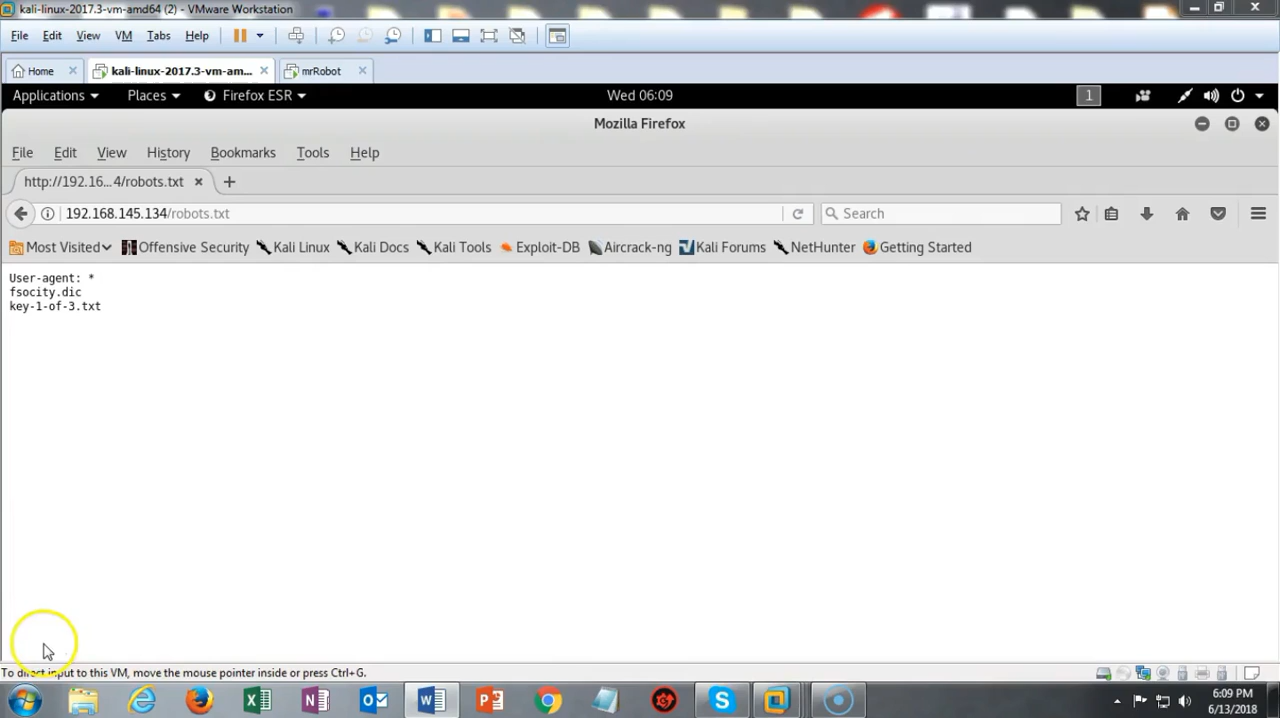 kali-linux-2017.3-vm-amd64 (2) - VMware Workstation
File Edit View VM Tabs Help
Home kali-linux-2017.3-vm-am... mrRobot
Applications Places Firefox ESR Wed 06:09 1
Mozilla Firefox
File Edit View History Bookmarks Tools Help
http://192.16...4/robots.txt
192.168.145.134/robots.txt Search
Most Visited Offensive Security Kali Linux Kali Docs Kali Tools Exploit-DB Aircrack-ng Kali Forums NetHunter Getting Started
User-agent: *
fsocity.dic
key-1-of-3.txt
To direct input to this VM, move the mouse pointer inside or press Ctrl+G.
6:09 PM
6/13/2018